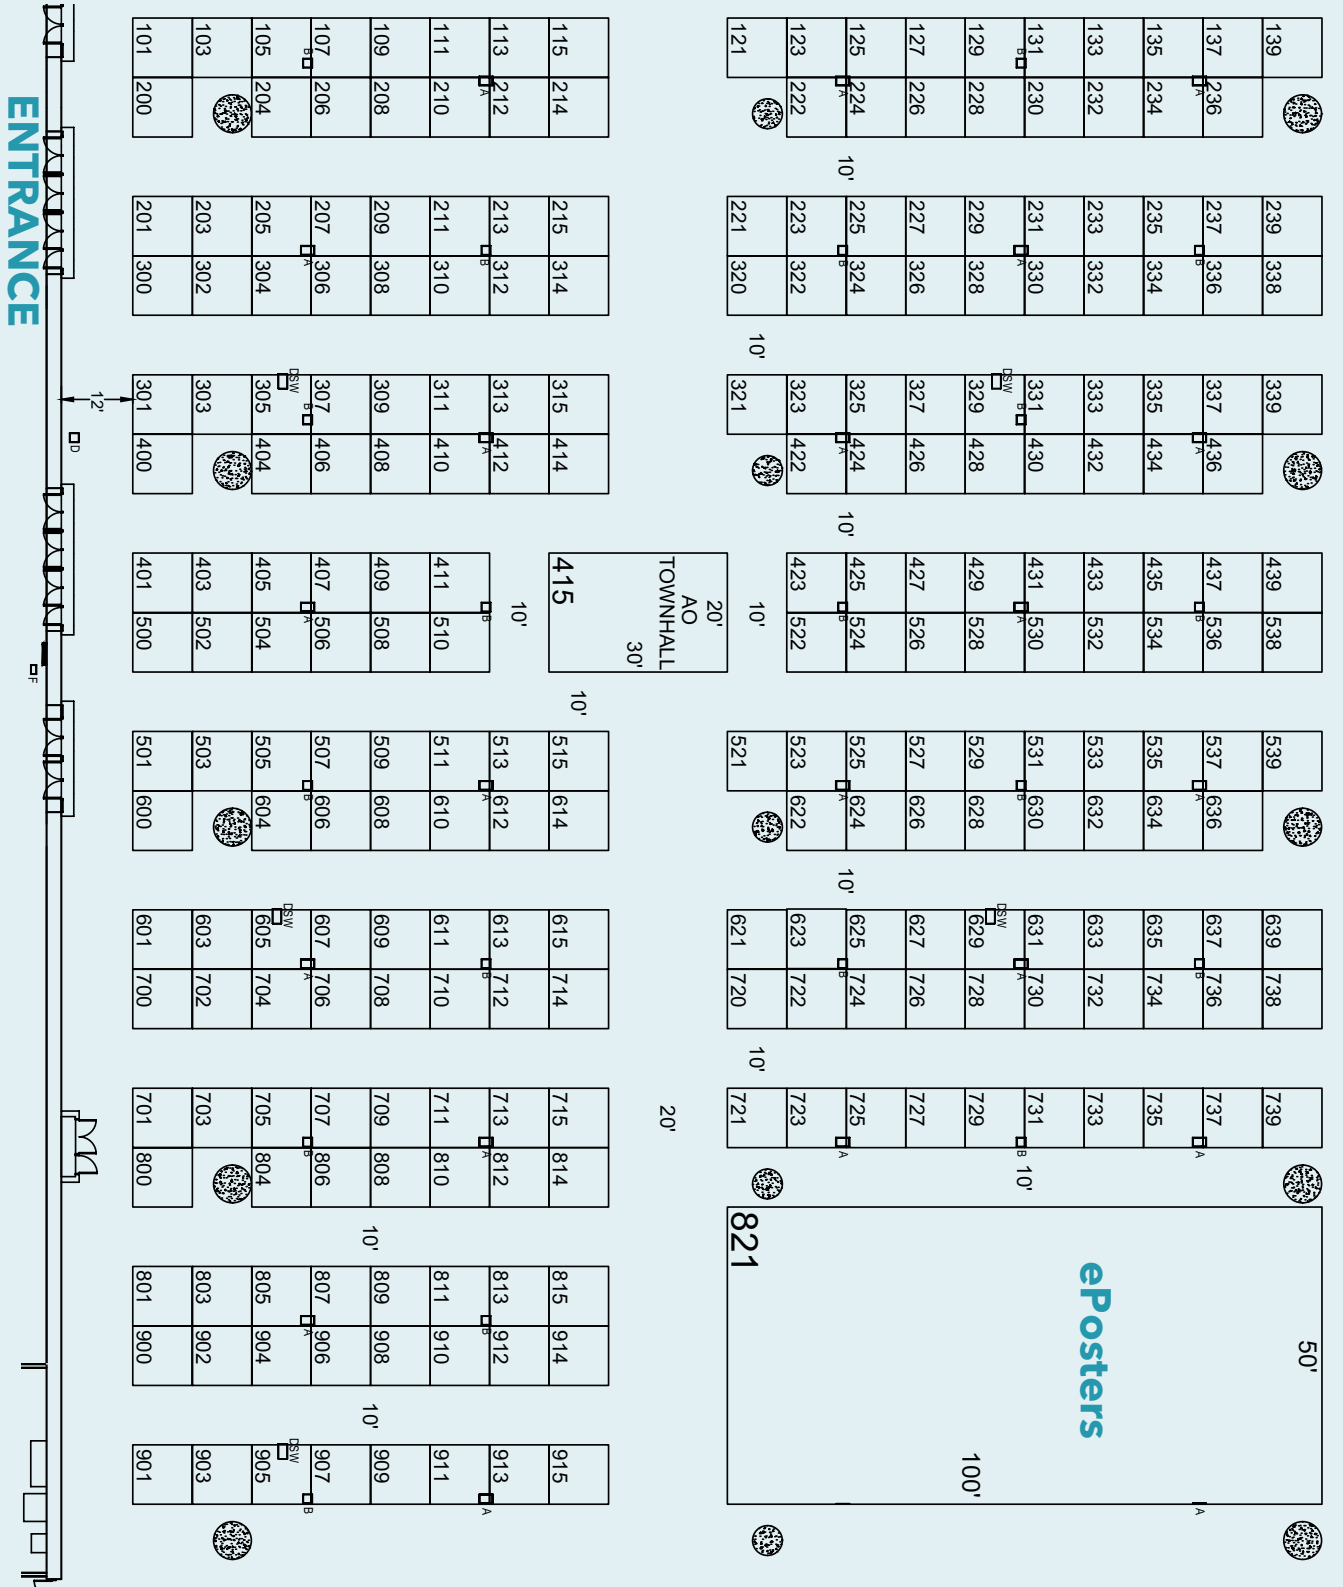 ENTRANCE
101 103 105 107 109 111 113 115
B
A
200 204 206 208 210 212 214
121 123 125 127 129 131 133 135 137 139
B
A A
222 224 226 228 230 232 234 236
10'
201 203 205 207 209 211 213 215
A B
300 302 304 306 308 310 312 314
221 223 225 227 229 231 233 235 237 239
B A B
320 322 324 326 328 330 332 334 336 338
10'
12'
D
301 303 305 307 309 311 313 315
DSW
B A
400 404 406 408 410 412 414
321 323 325 327 329 331 333 335 337 339
DSW
B
A A
422 424 426 428 430 432 434 436
10'
401 403 405 407 409 411
A B
500 502 504 506 508 510
10'
415
TOWNHALL
AO
20'
30'
10'
10'
423 425 427 429 431 433 435 437 439
B A B
522 524 526 528 530 532 534 536 538
F
501 503 505 507 509 511 513 515
B A
600 604 606 608 610 612 614
521 523 525 527 529 531 533 535 537 539
A B A
622 624 626 628 630 632 634 636
10'
601 603 605 607 609 611 613 615
DSW
A B
700 702 704 706 708 710 712 714
621 623 625 627 629 631 633 635 637 639
DSW
B A B
720 722 724 726 728 730 732 734 736 738
10'
20'
701 703 705 707 709 711 713 715
B A
800 804 806 808 810 812 814
721 723 725 727 729 731 733 735 737 739
A B A
10'
10'
801 803 805 807 809 811 813 815
A B
900 902 904 906 908 910 912 914
10'
901 903 905 907 909 911 913 915
DSW
B A
821
ePosters
50'
100'
A